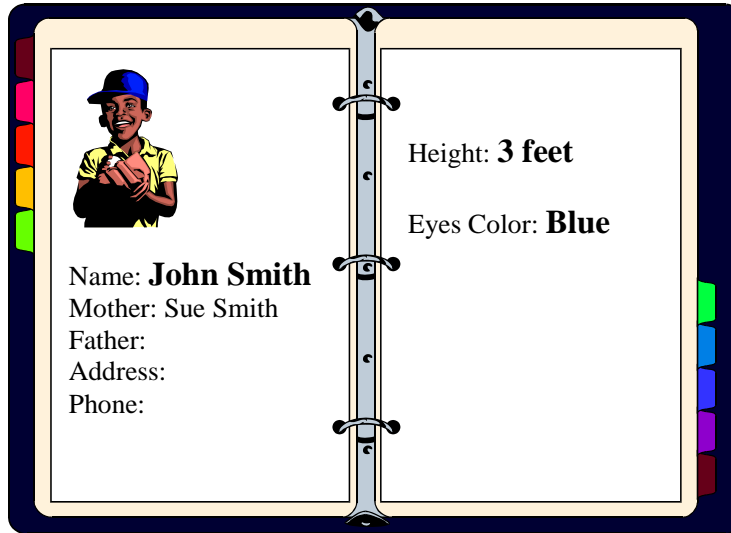 Name: John Smith
Mother: Sue Smith
Father:
Address:
Phone:
Height: 3 feet
Eyes Color: Blue